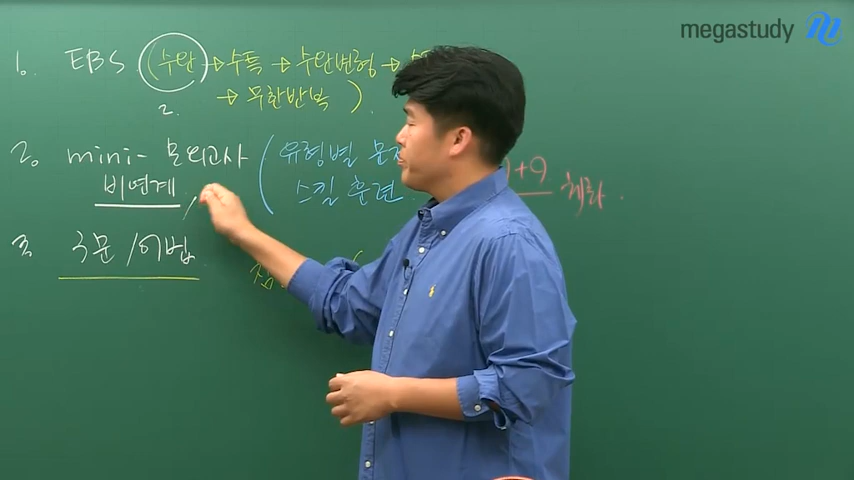 megastudy
1. EBS (수완 → 수특 → 수완변형 →
2.
→ 무한반복 ).
2. mini - 모의고사 ( 유형별 문
비연계 / 스킬 훈련
3. 구문 / 어법
+9 체화.